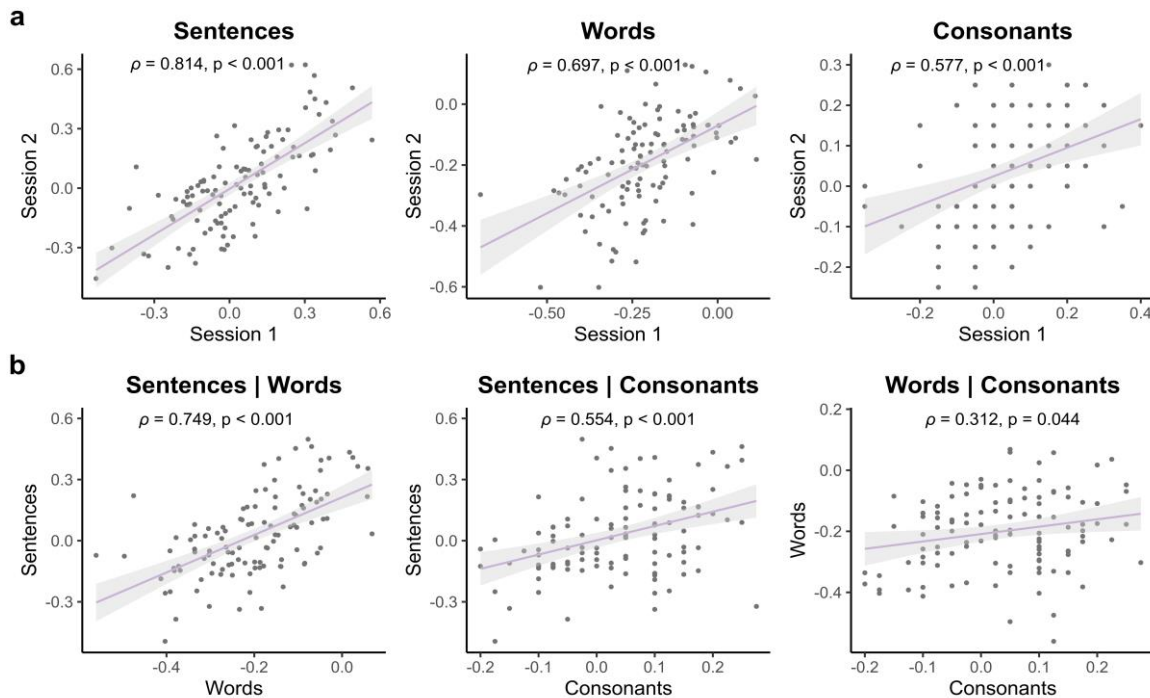 a
Sentences
Words
Consonants
ρ = 0.814, p < 0.001
ρ = 0.697, p < 0.001
ρ = 0.577, p < 0.001
Session 2
0.6
0.3
0.0
-0.3
-0.3
0.0
0.3
0.6
Session 1
Session 2
0.0
-0.2
-0.4
-0.6
-0.50
-0.25
0.00
Session 1
Session 2
0.3
0.2
0.1
0.0
-0.1
-0.2
-0.2
0.0
0.2
0.4
Session 1
b
Sentences | Words
Sentences | Consonants
Words | Consonants
ρ = 0.749, p < 0.001
ρ = 0.554, p < 0.001
ρ = 0.312, p = 0.044
Sentences
0.6
0.3
0.0
-0.3
-0.4
-0.2
0.0
Words
Sentences
0.6
0.3
0.0
-0.3
-0.2
-0.1
0.0
0.1
0.2
Consonants
Words
0.2
0.0
-0.2
-0.4
-0.2
-0.1
0.0
0.1
0.2
Consonants